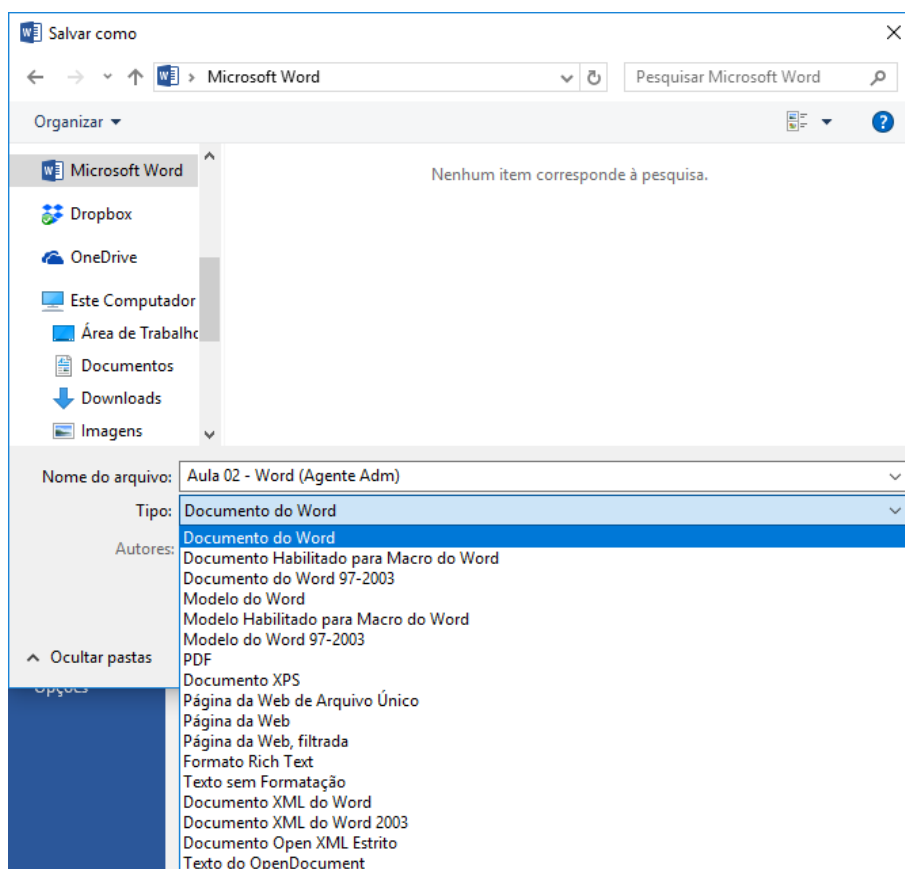 Salvar como
Microsoft Word
Pesquisar Microsoft Word
Organizar
Microsoft Word
Nenhum item corresponde à pesquisa.
Dropbox
OneDrive
Este Computador
Área de Trabalho
Documentos
Downloads
Imagens
Nome do arquivo: Aula 02 - Word (Agente Adm)
Tipo: Documento do Word
Autores:
Documento do Word
Documento Habilitado para Macro do Word
Documento do Word 97-2003
Modelo do Word
Modelo Habilitado para Macro do Word
Modelo do Word 97-2003
PDF
Documento XPS
Página da Web de Arquivo Único
Página da Web
Página da Web, filtrada
Formato Rich Text
Texto sem Formatação
Documento XML do Word
Documento XML do Word 2003
Documento Open XML Estrito
Texto do OpenDocument
Ocultar pastas
Opções